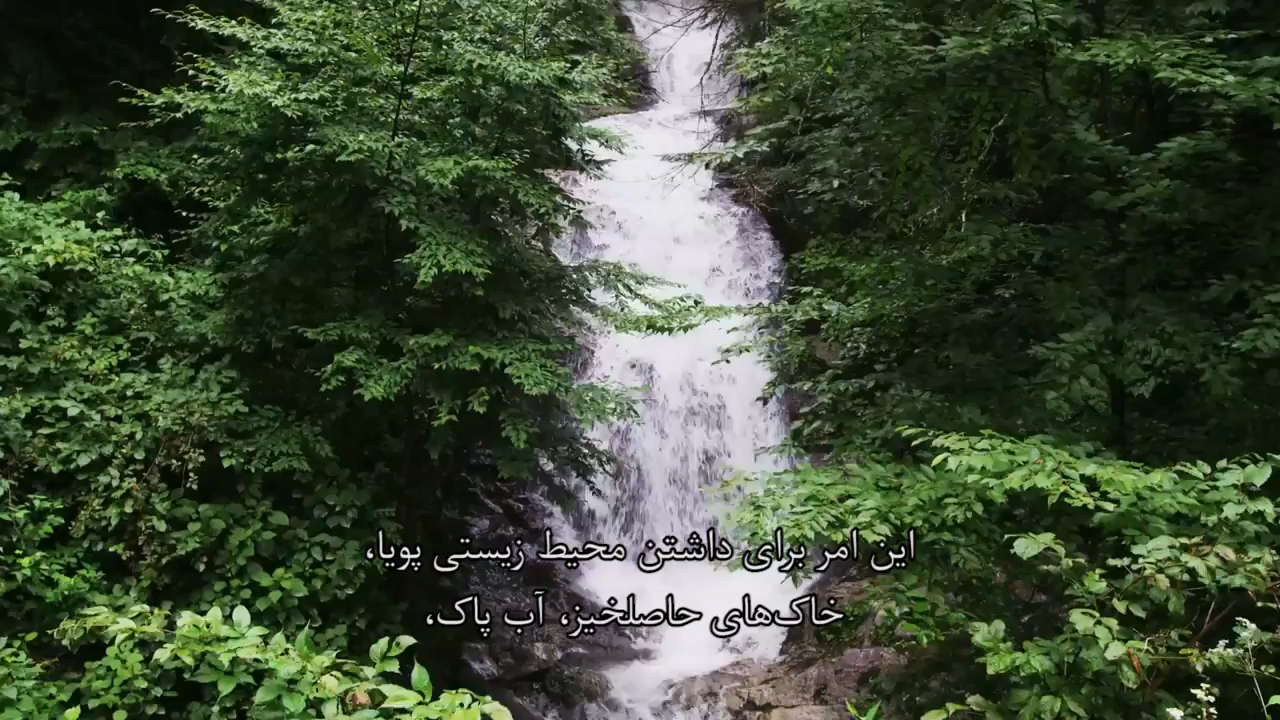 این امر برای داشتن محیط زیستی پویا،
خاک‌های حاصلخیز، آب پاک،